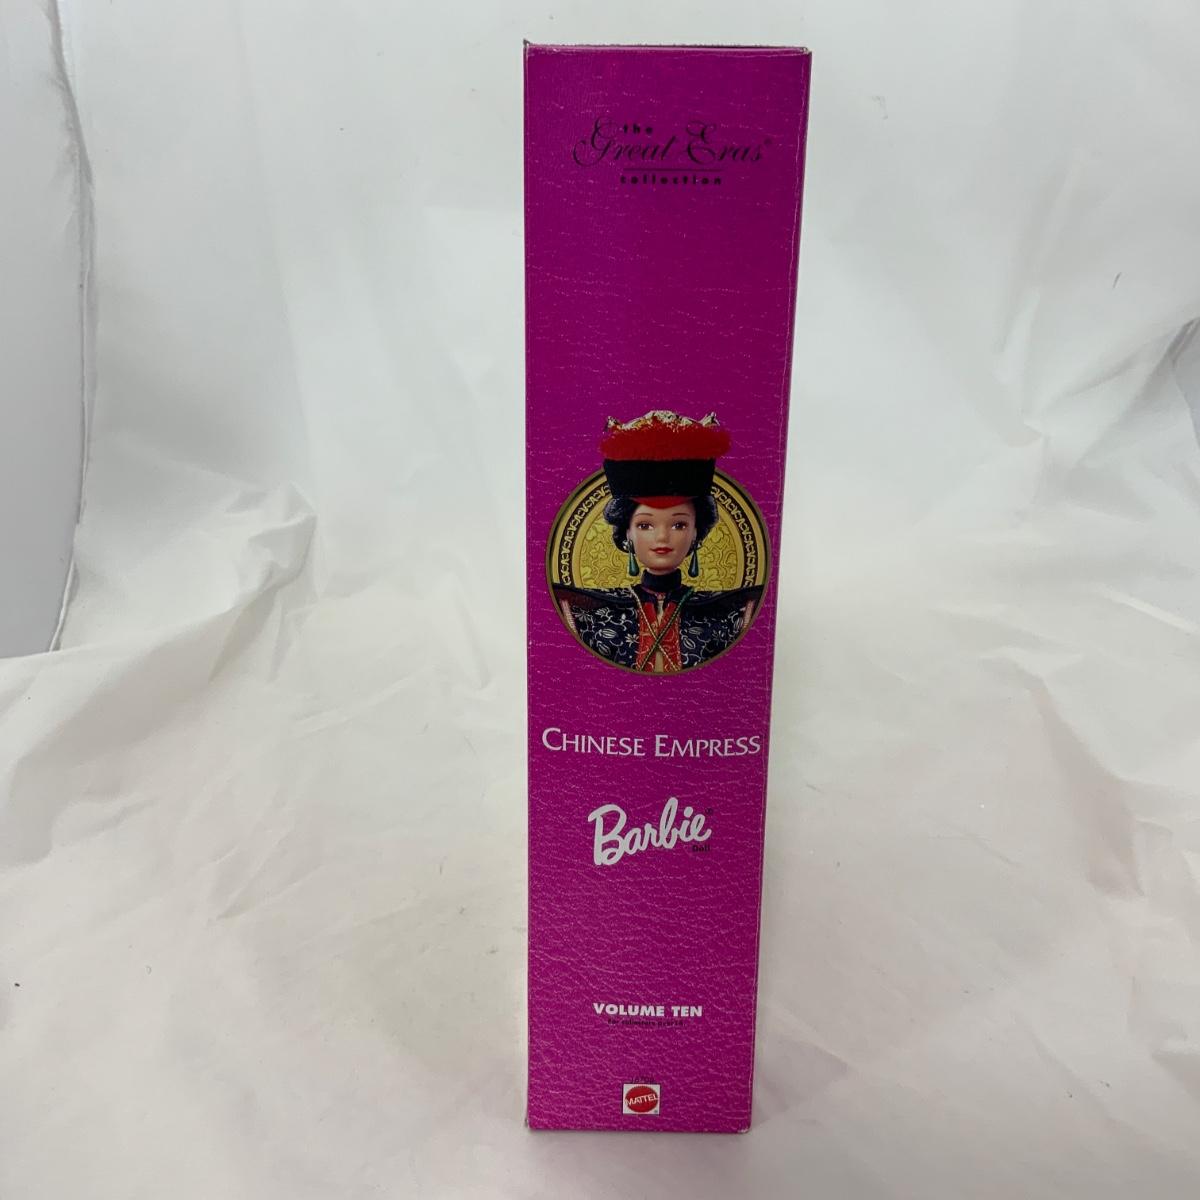 the
Great Eras®
collection
CHINESE EMPRESS
Barbie®
Doll
VOLUME TEN
MATTEL